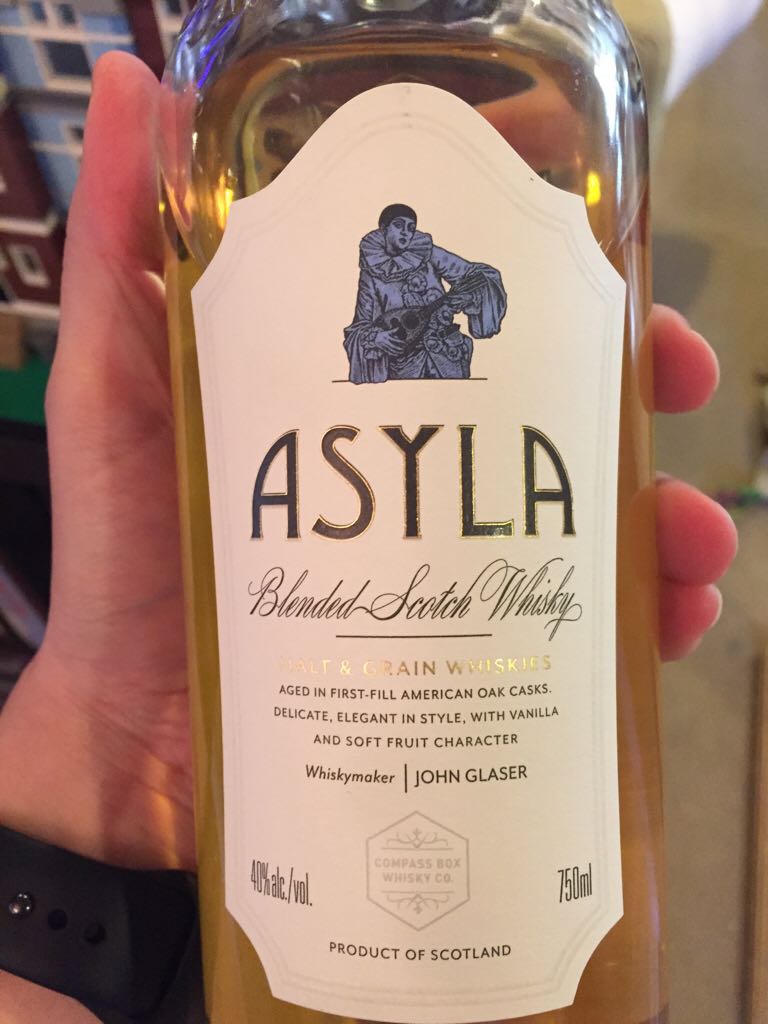 ASYLA
Blended Scotch Whisky
MALT & GRAIN WHISKIES
AGED IN FIRST-FILL AMERICAN OAK CASKS.
DELICATE, ELEGANT IN STYLE, WITH VANILLA
AND SOFT FRUIT CHARACTER
Whiskymaker | JOHN GLASER
COMPASS BOX
WHISKY CO.
40%alc./vol.
750ml
PRODUCT OF SCOTLAND